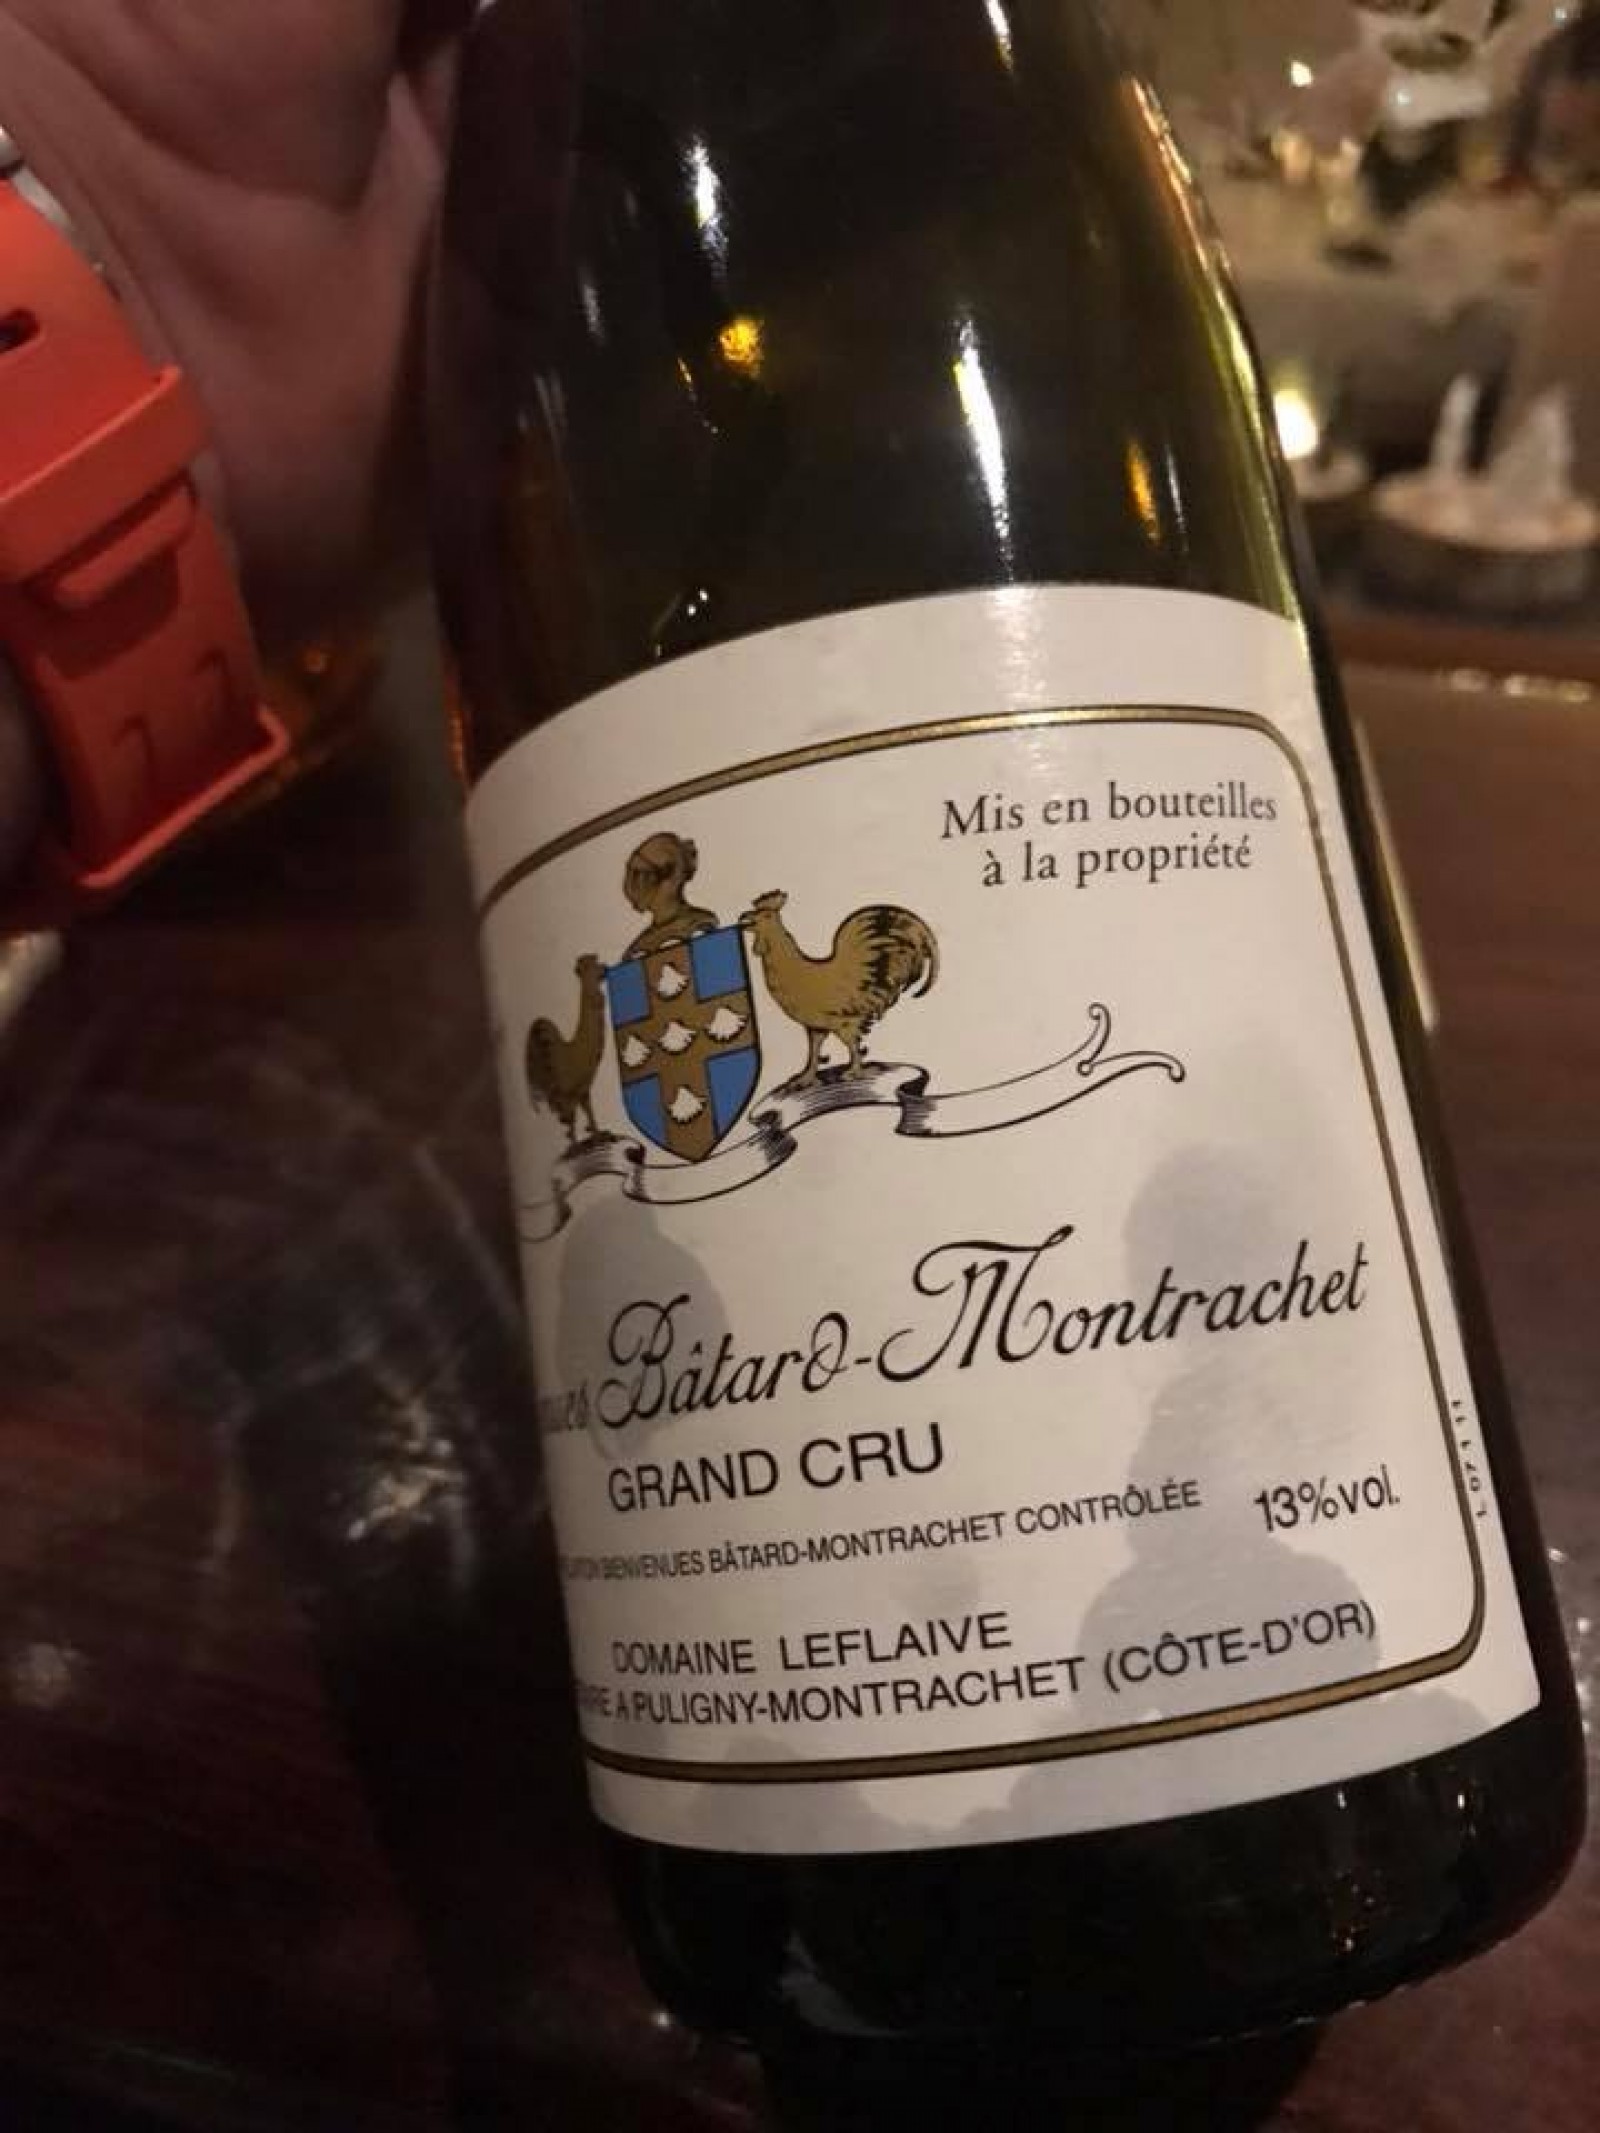 Mis en bouteilles
à la propriété
Bâtard-Montrachet
GRAND CRU
BIENVENUES BÂTARD-MONTRACHET CONTRÔLÉE 13%vol.
DOMAINE LEFLAIVE
A PULIGNY-MONTRACHET (CÔTE-D'OR)